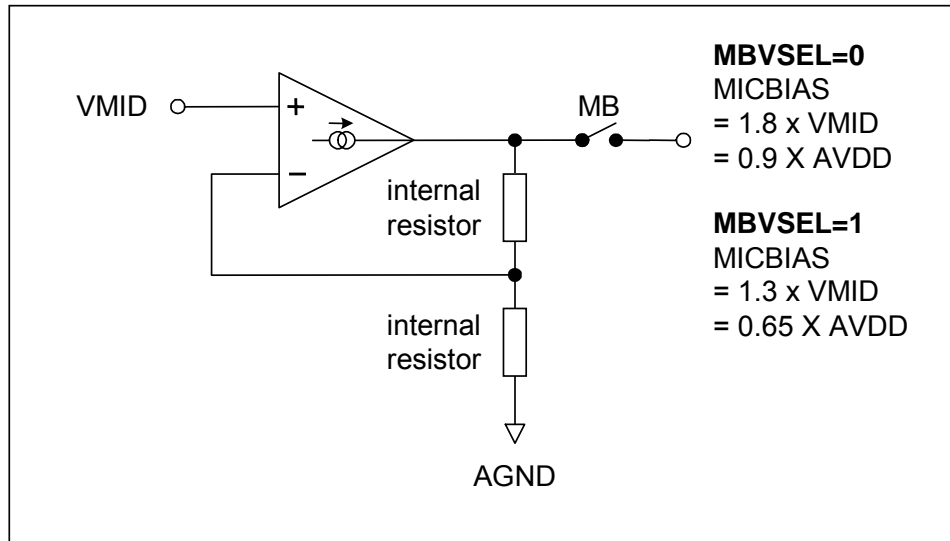 VMID
+
−
MB
internal
resistor
internal
resistor
AGND
MBVSEL=0
MICBIAS
= 1.8 x VMID
= 0.9 X AVDD
MBVSEL=1
MICBIAS
= 1.3 x VMID
= 0.65 X AVDD